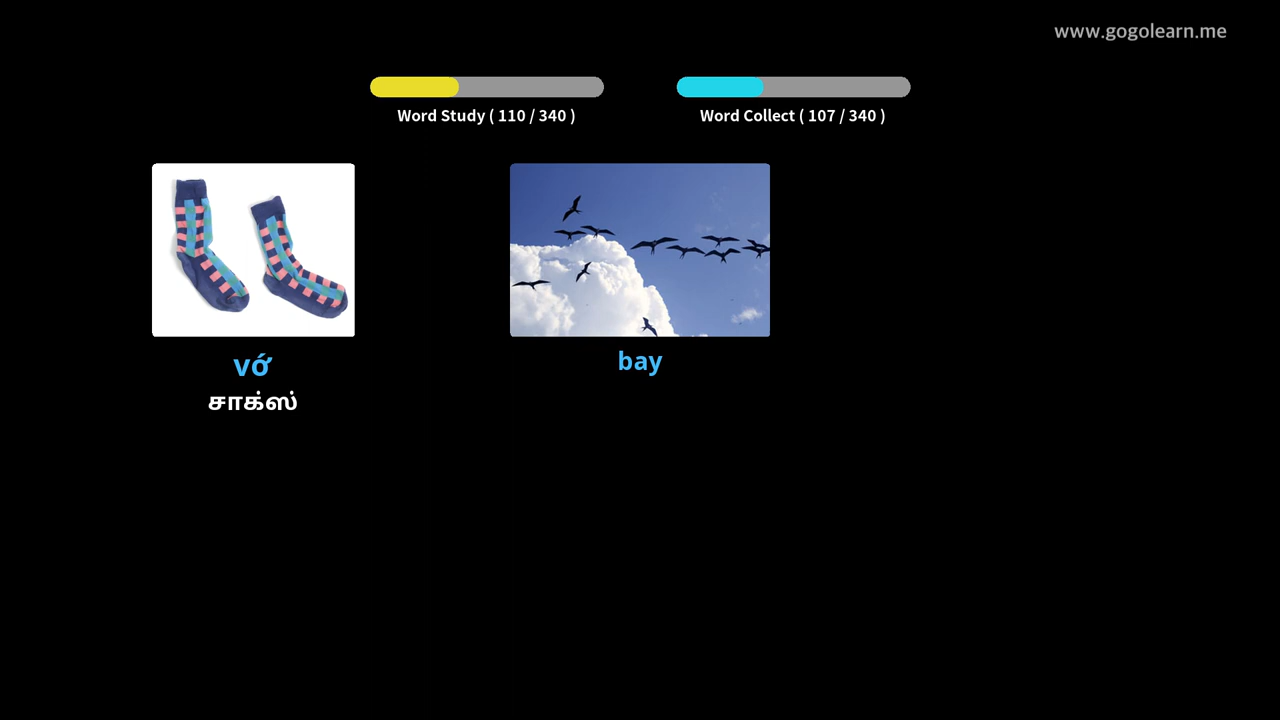 www.gogolearn.me
Word Study ( 110 / 340 )
Word Collect ( 107 / 340 )
vớ
சாக்ஸ்
bay